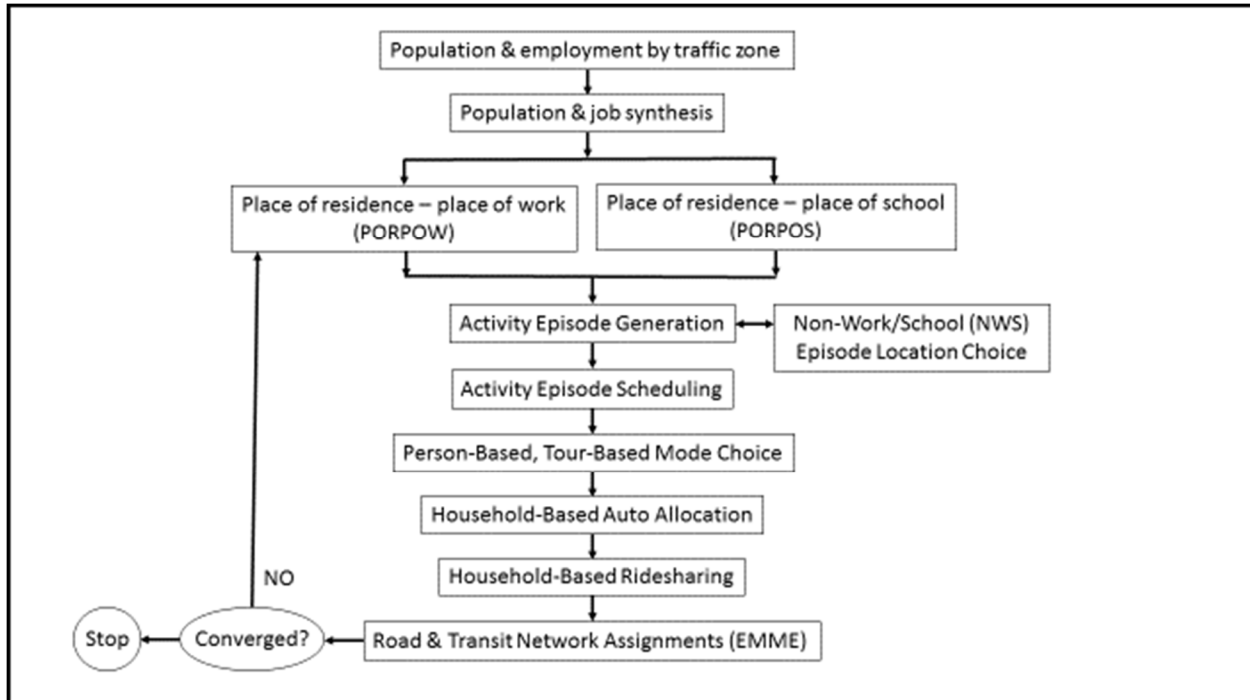 Population & employment by traffic zone
Population & job synthesis
Place of residence – place of work
(PORPOW)
Place of residence – place of school
(PORPOS)
Activity Episode Generation
Non-Work/School (NWS)
Episode Location Choice
Activity Episode Scheduling
Person-Based, Tour-Based Mode Choice
Household-Based Auto Allocation
Household-Based Ridesharing
NO
Stop
Converged?
Road & Transit Network Assignments (EMME)